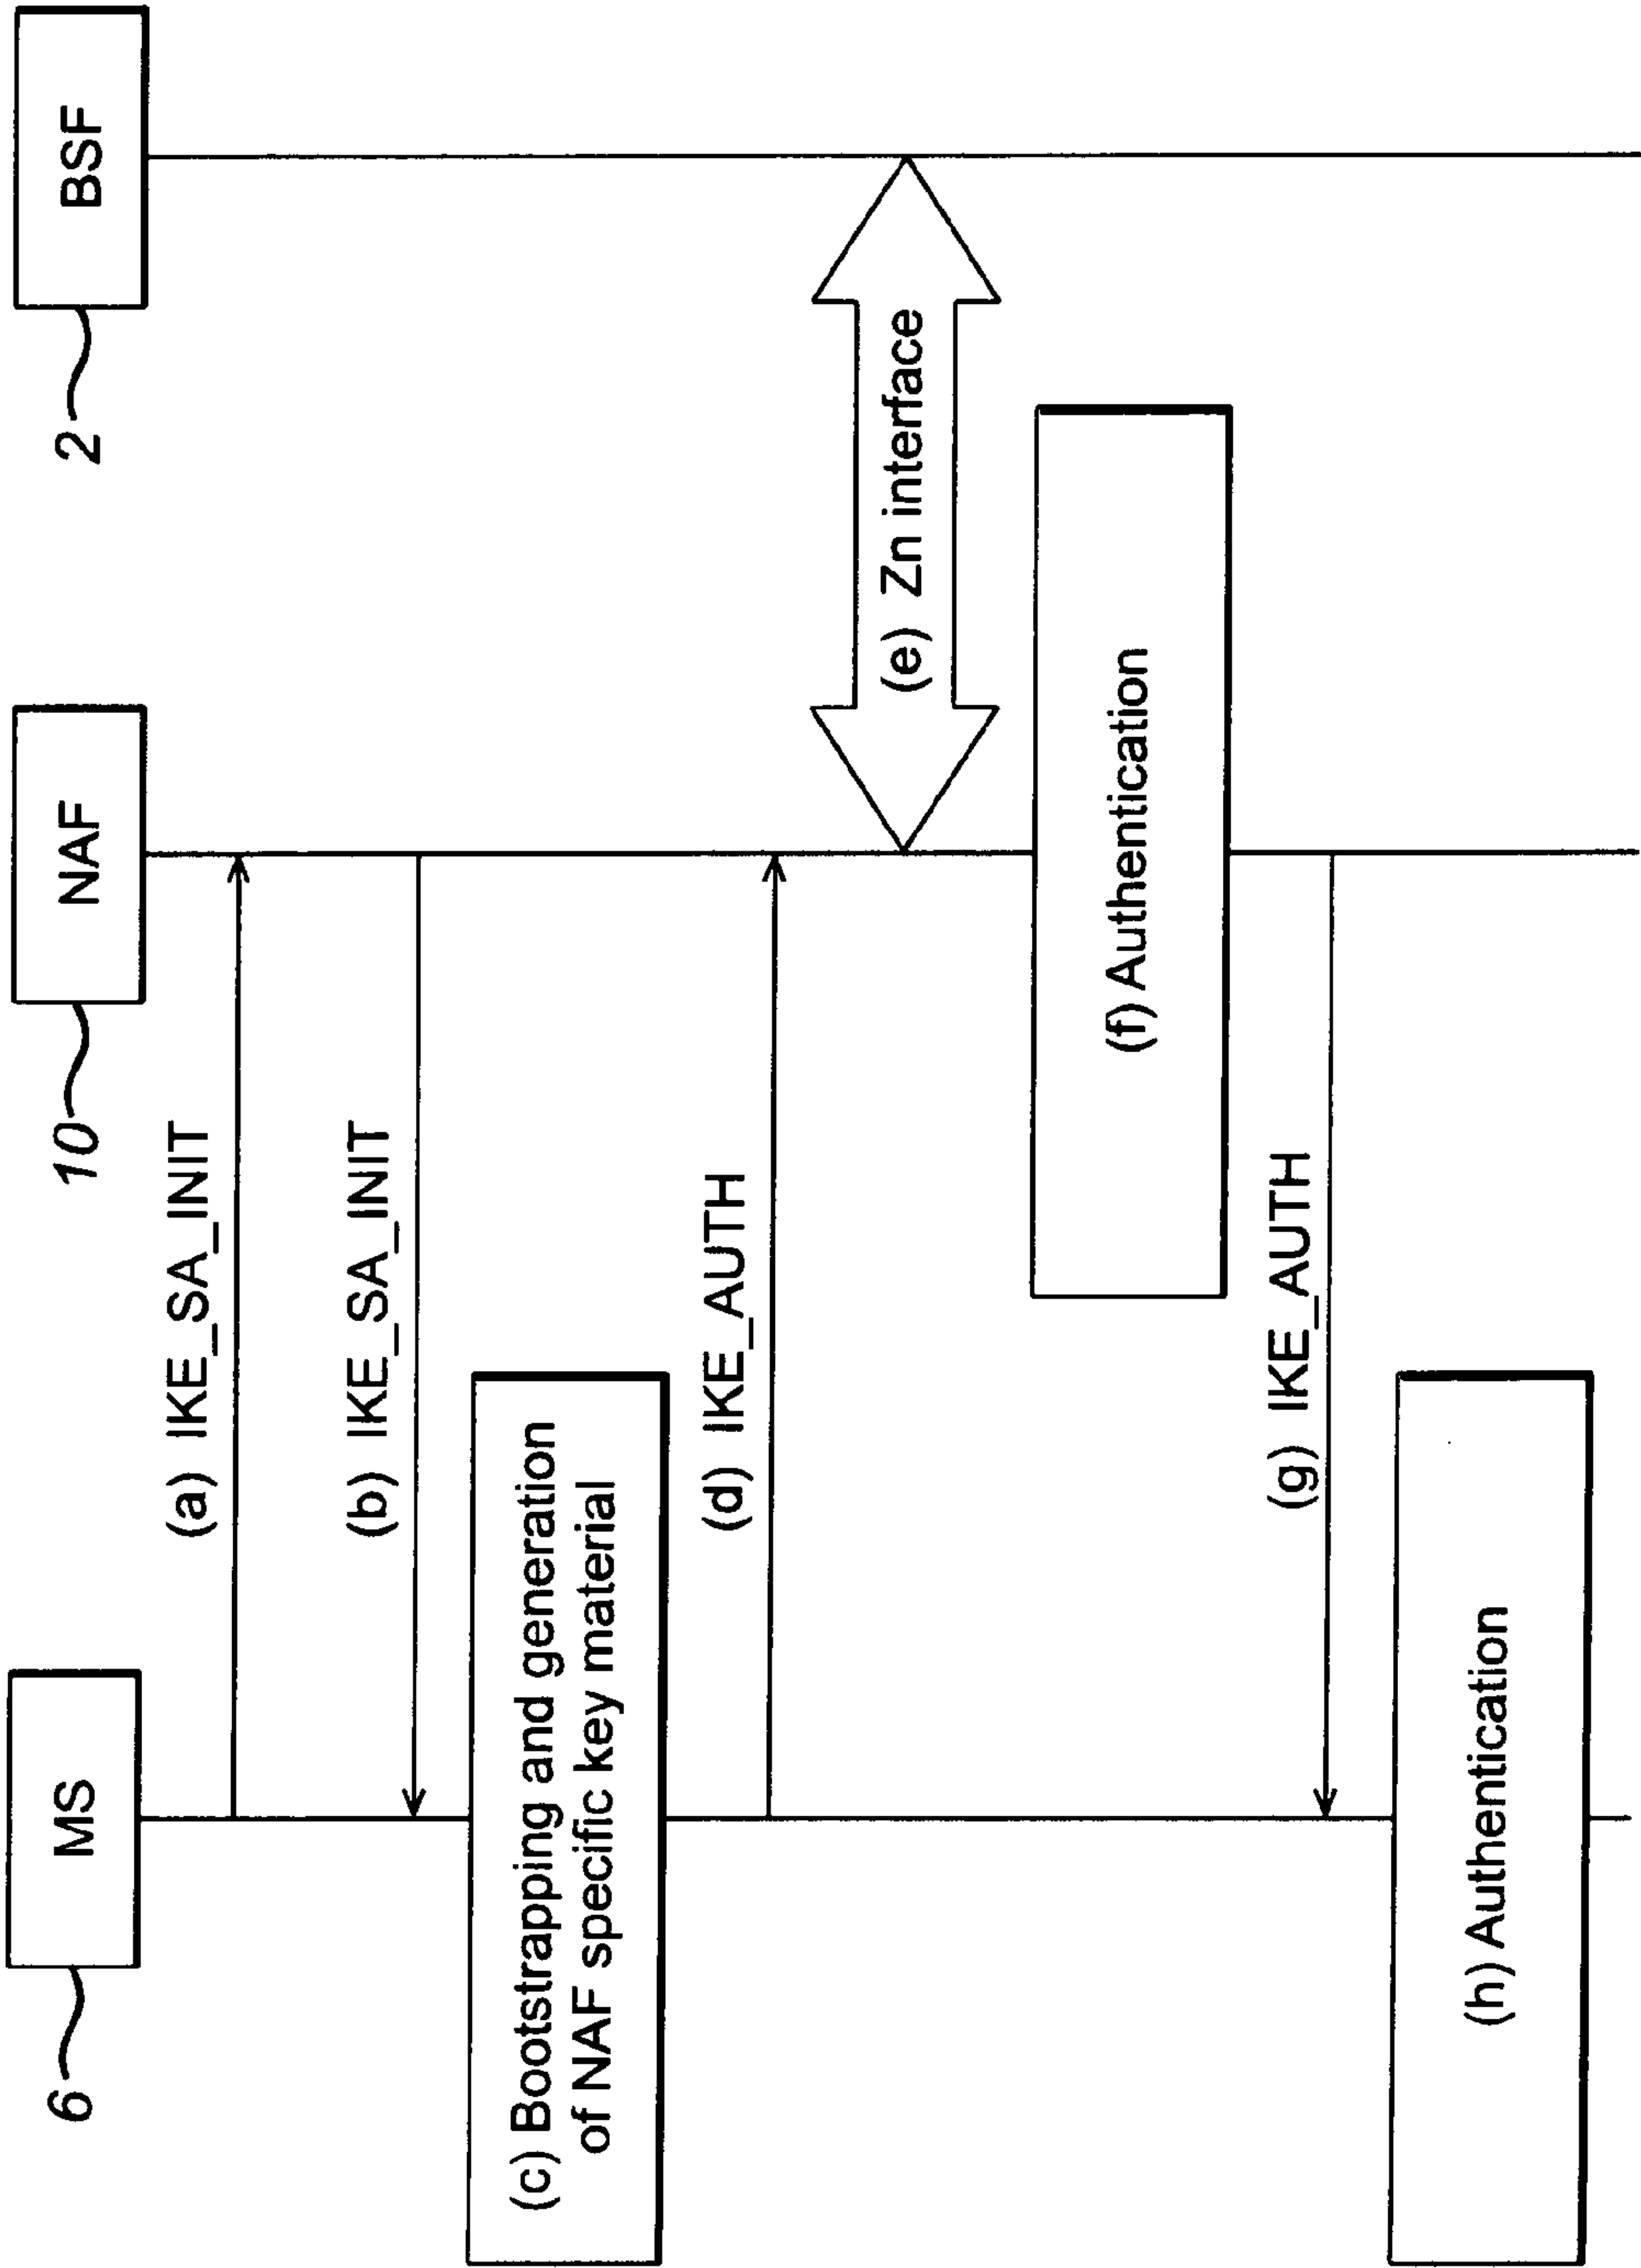 6
MS
10
NAF
2
BSF
(a) IKE_SA_INIT
(b) IKE_SA_INIT
(c) Bootstrapping and generation
of NAF specific key material
(d) IKE_AUTH
(e) Zn interface
(f) Authentication
(g) IKE_AUTH
(h) Authentication